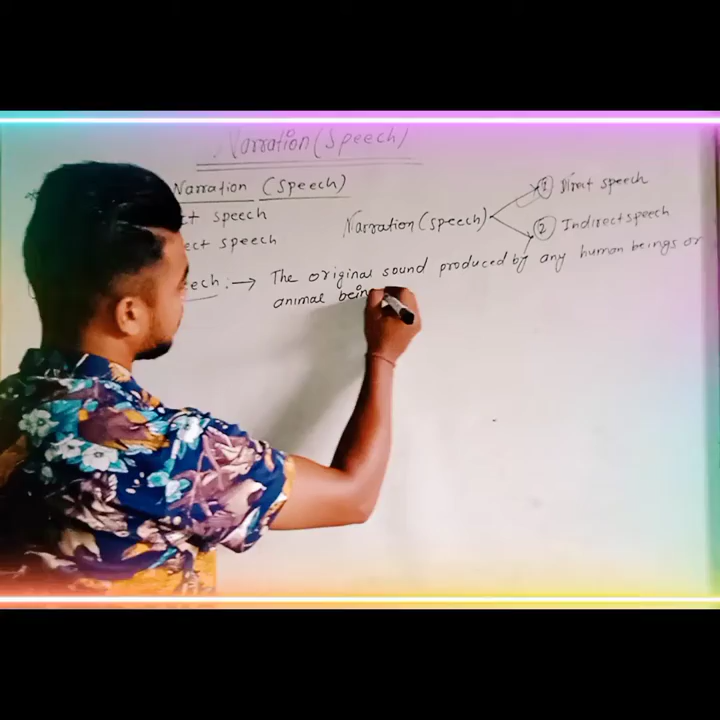 Narration (Speech)
Narration (Speech)
ct speech
ect speech
Narration (Speech)
1 Direct speech
2 Indirect speech
eech :→ The original sound produced by any human beings or
animal bein